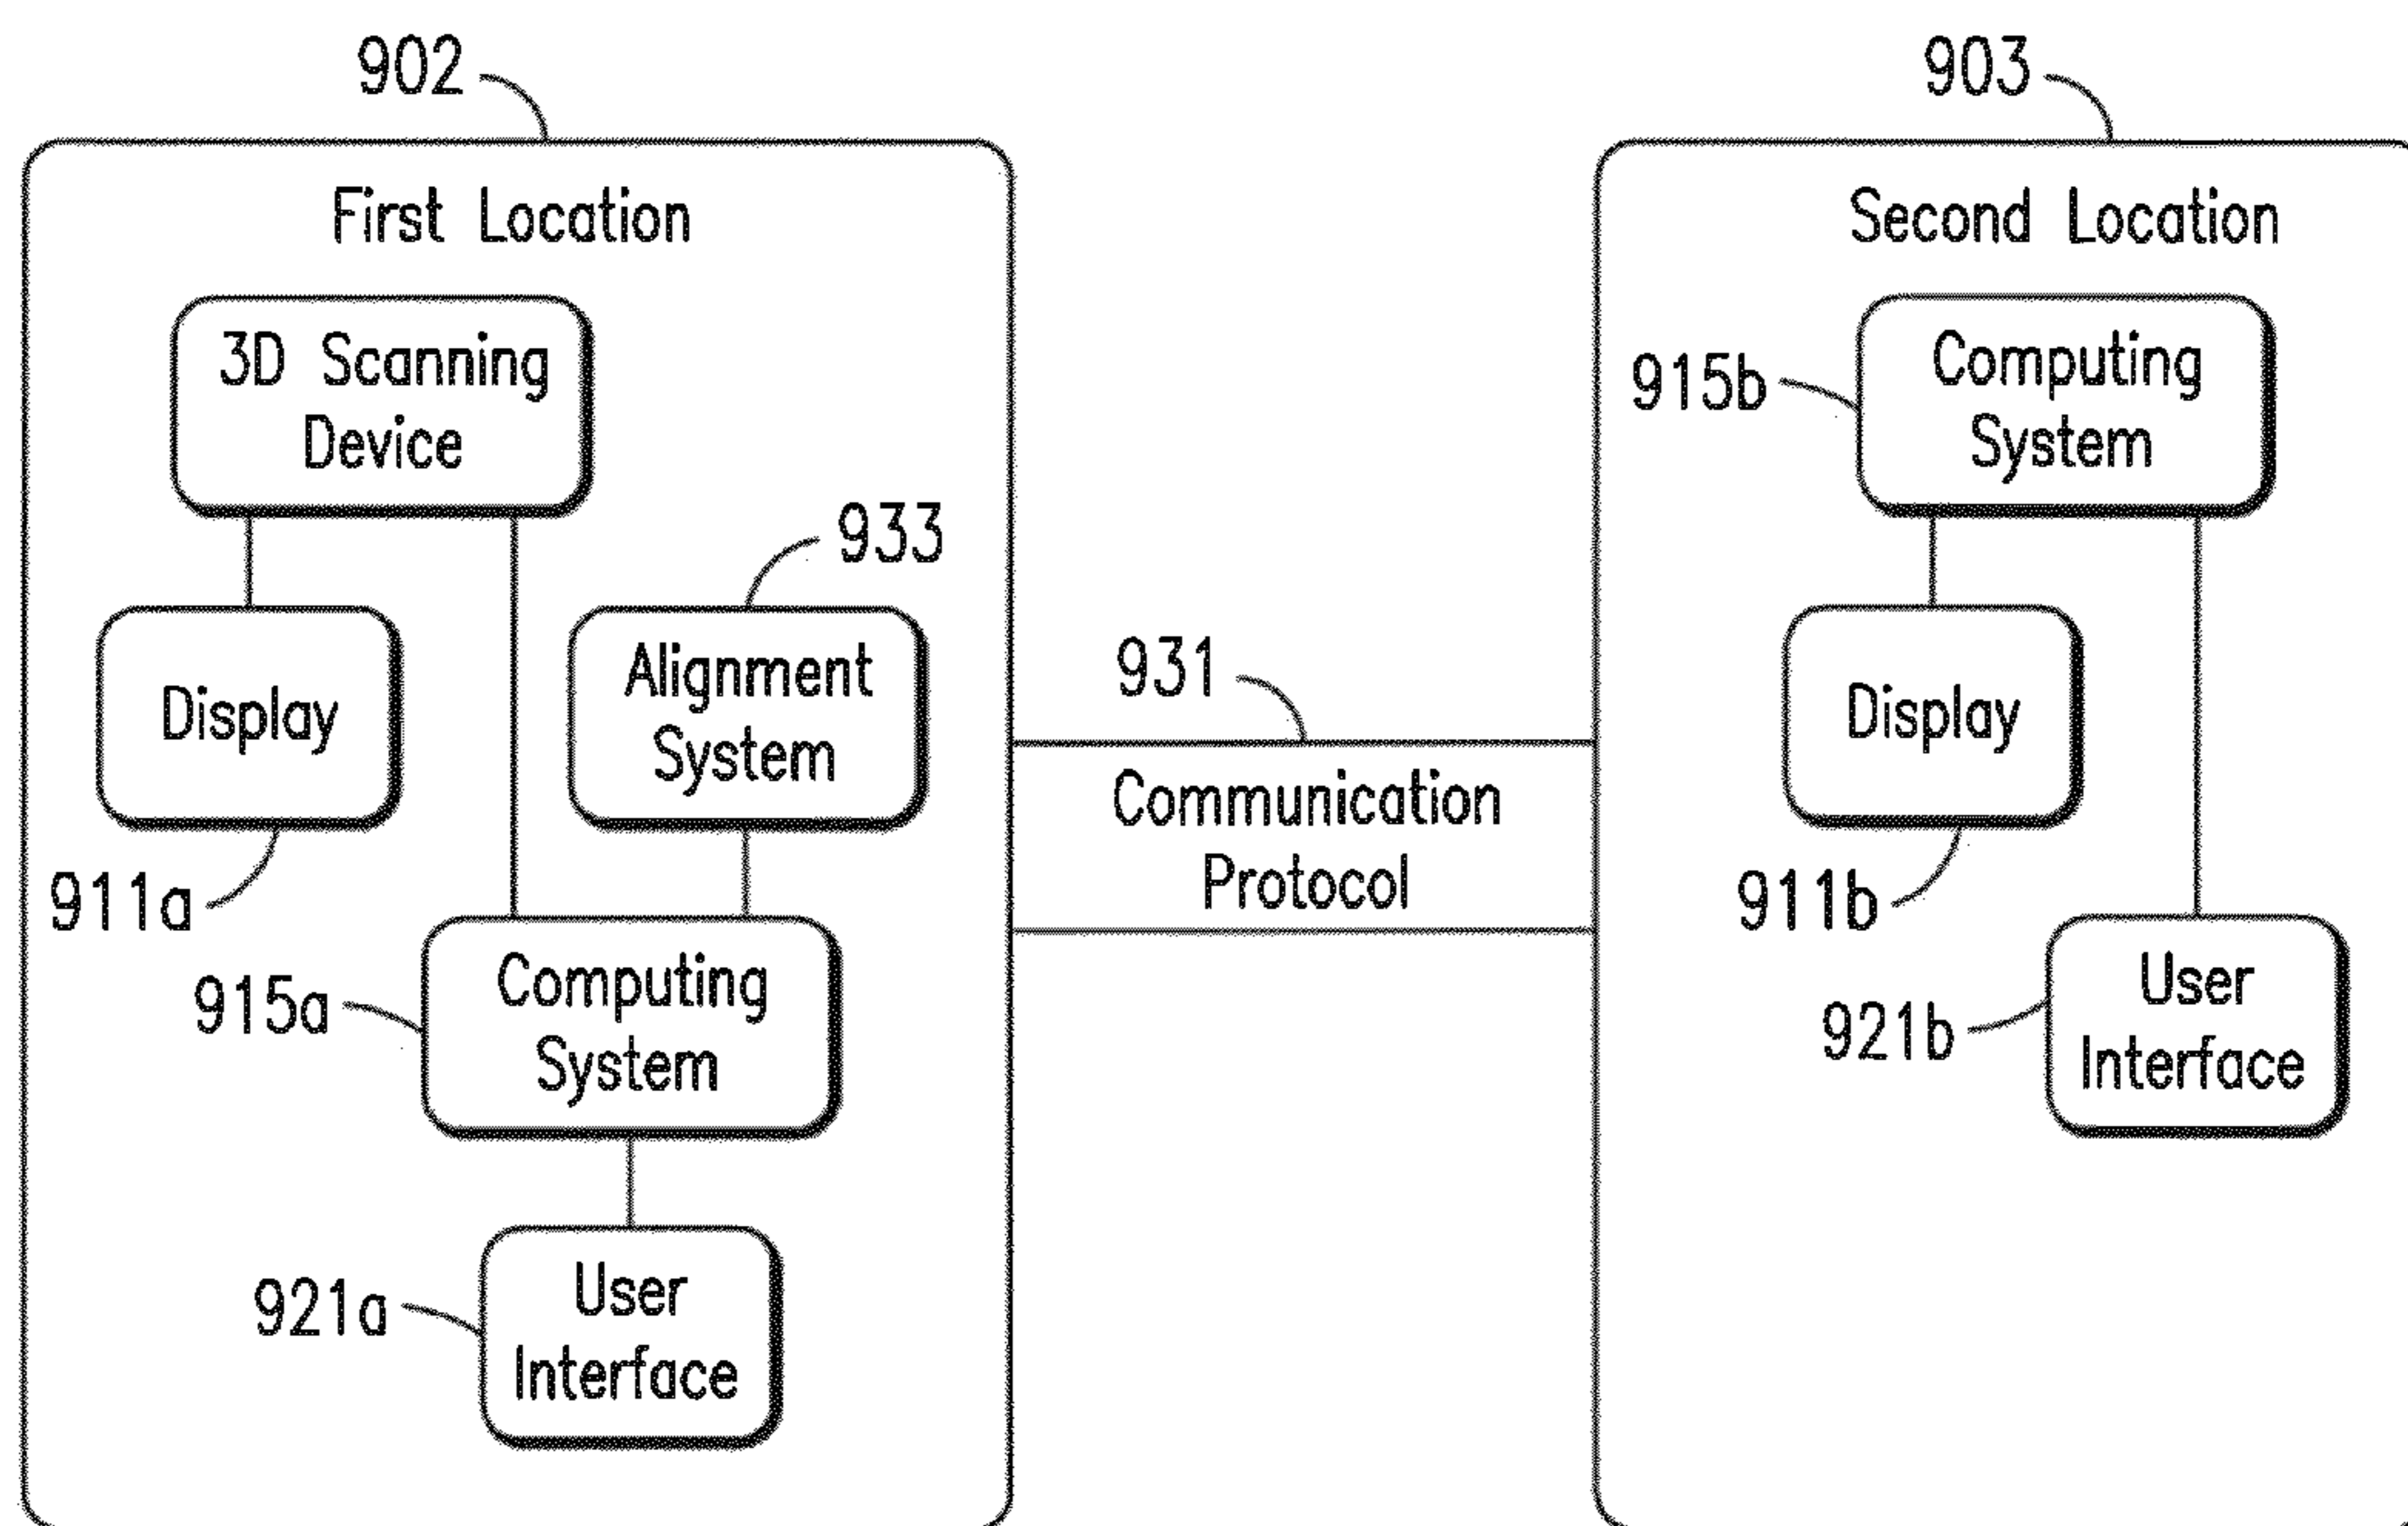 902
First Location
3D Scanning
Device
933
Display
Alignment
System
911a
915a
Computing
System
921a
User
Interface
931
Communication
Protocol
903
Second Location
915b
Computing
System
Display
911b
921b
User
Interface